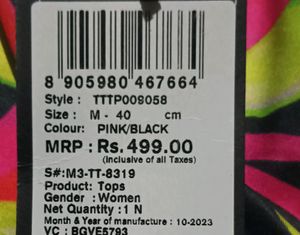 8 905980 467664
Style : TTTP009058
Size : M - 40 cm
Colour: PINK/BLACK
MRP : Rs. 499.00
(Inclusive of all Taxes)
S#:M3-TT-8319
Product: Tops
Gender : Women
Net Quantity : 1 N
Month & Year of manufacture : 10-2023
VC : BGVE5793